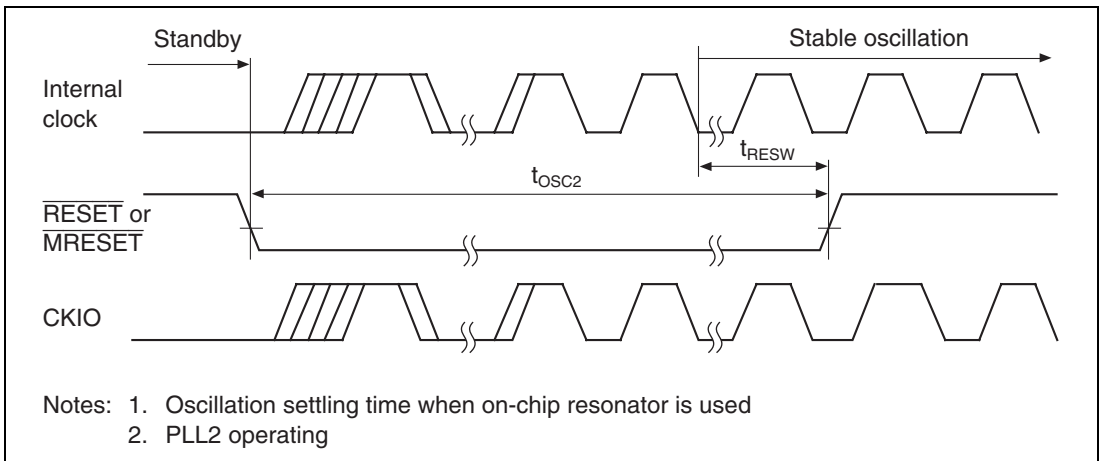 Standby
Stable oscillation
Internal
clock
tRESW
tOSC2
RESET or
MRESET
CKIO
Notes: 1. Oscillation settling time when on-chip resonator is used
2. PLL2 operating